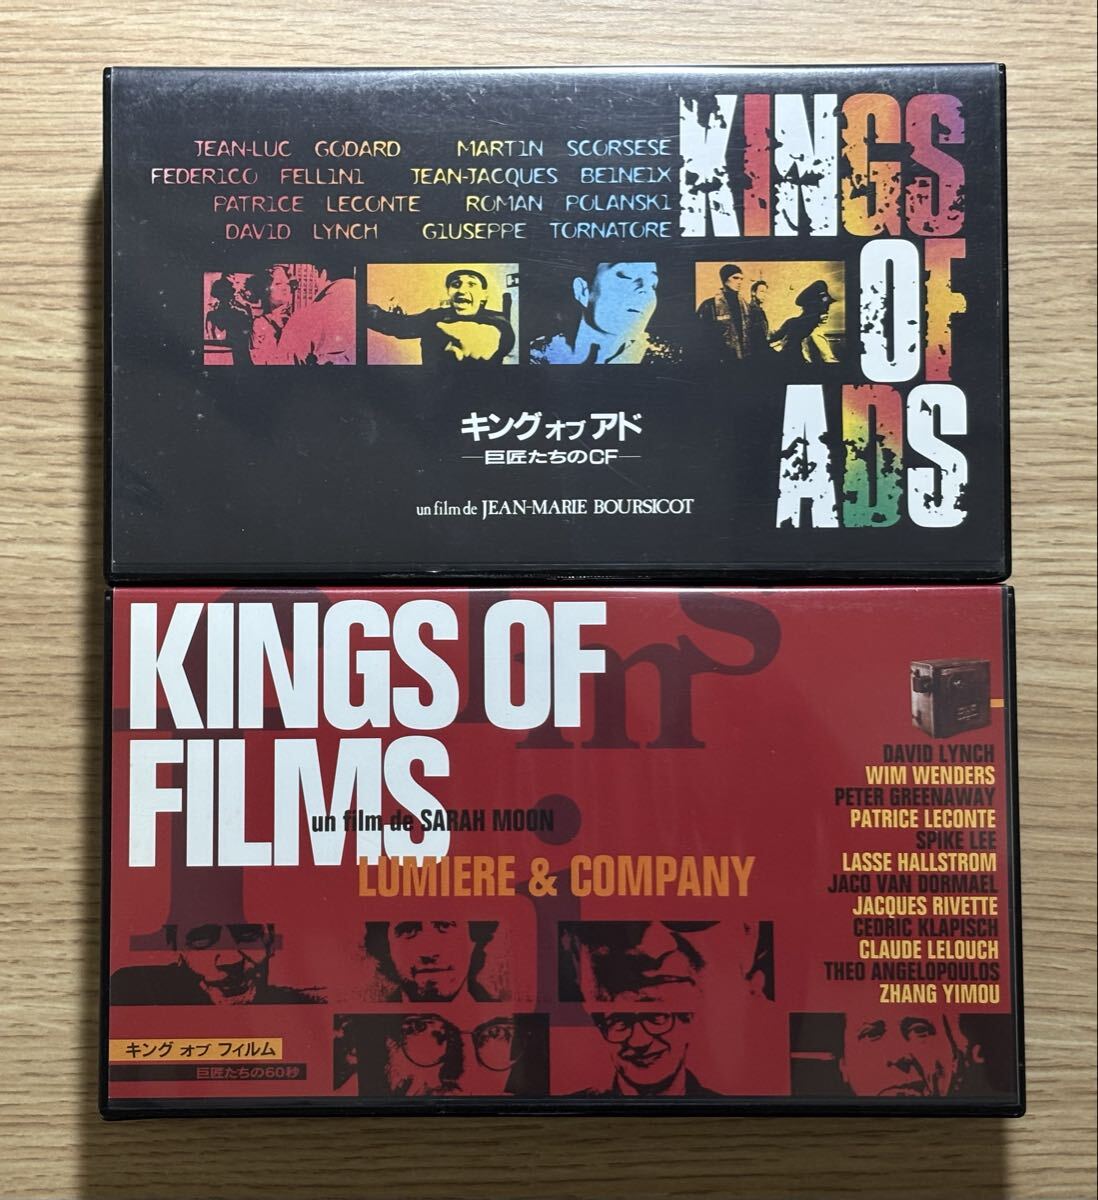 JEAN-LUC GODARD MARTIN SCORSESE
FEDERICO FELLINI JEAN-JACQUES BEINEIX
PATRICE LECONTE ROMAN POLANSKI
DAVID LYNCH GIUSEPPE TORNATORE
KINGS
OF
ADS
キング オブ アド
巨匠たちのCF
un film de JEAN-MARIE BOURSICOT
KINGS OF
FILMS
un film de SARAH MOON
LUMIERE & COMPANY
DAVID LYNCH
WIM WENDERS
PETER GREENAWAY
PATRICE LECONTE
SPIKE LEE
LASSE HALLSTROM
JACO VAN DORMAEL
JACQUES RIVETTE
CEDRIC KLAPISCH
CLAUDE LELOUCH
THEO ANGELOPOULOS
ZHANG YIMOU
キング オブ フィルム
巨匠たちの60秒